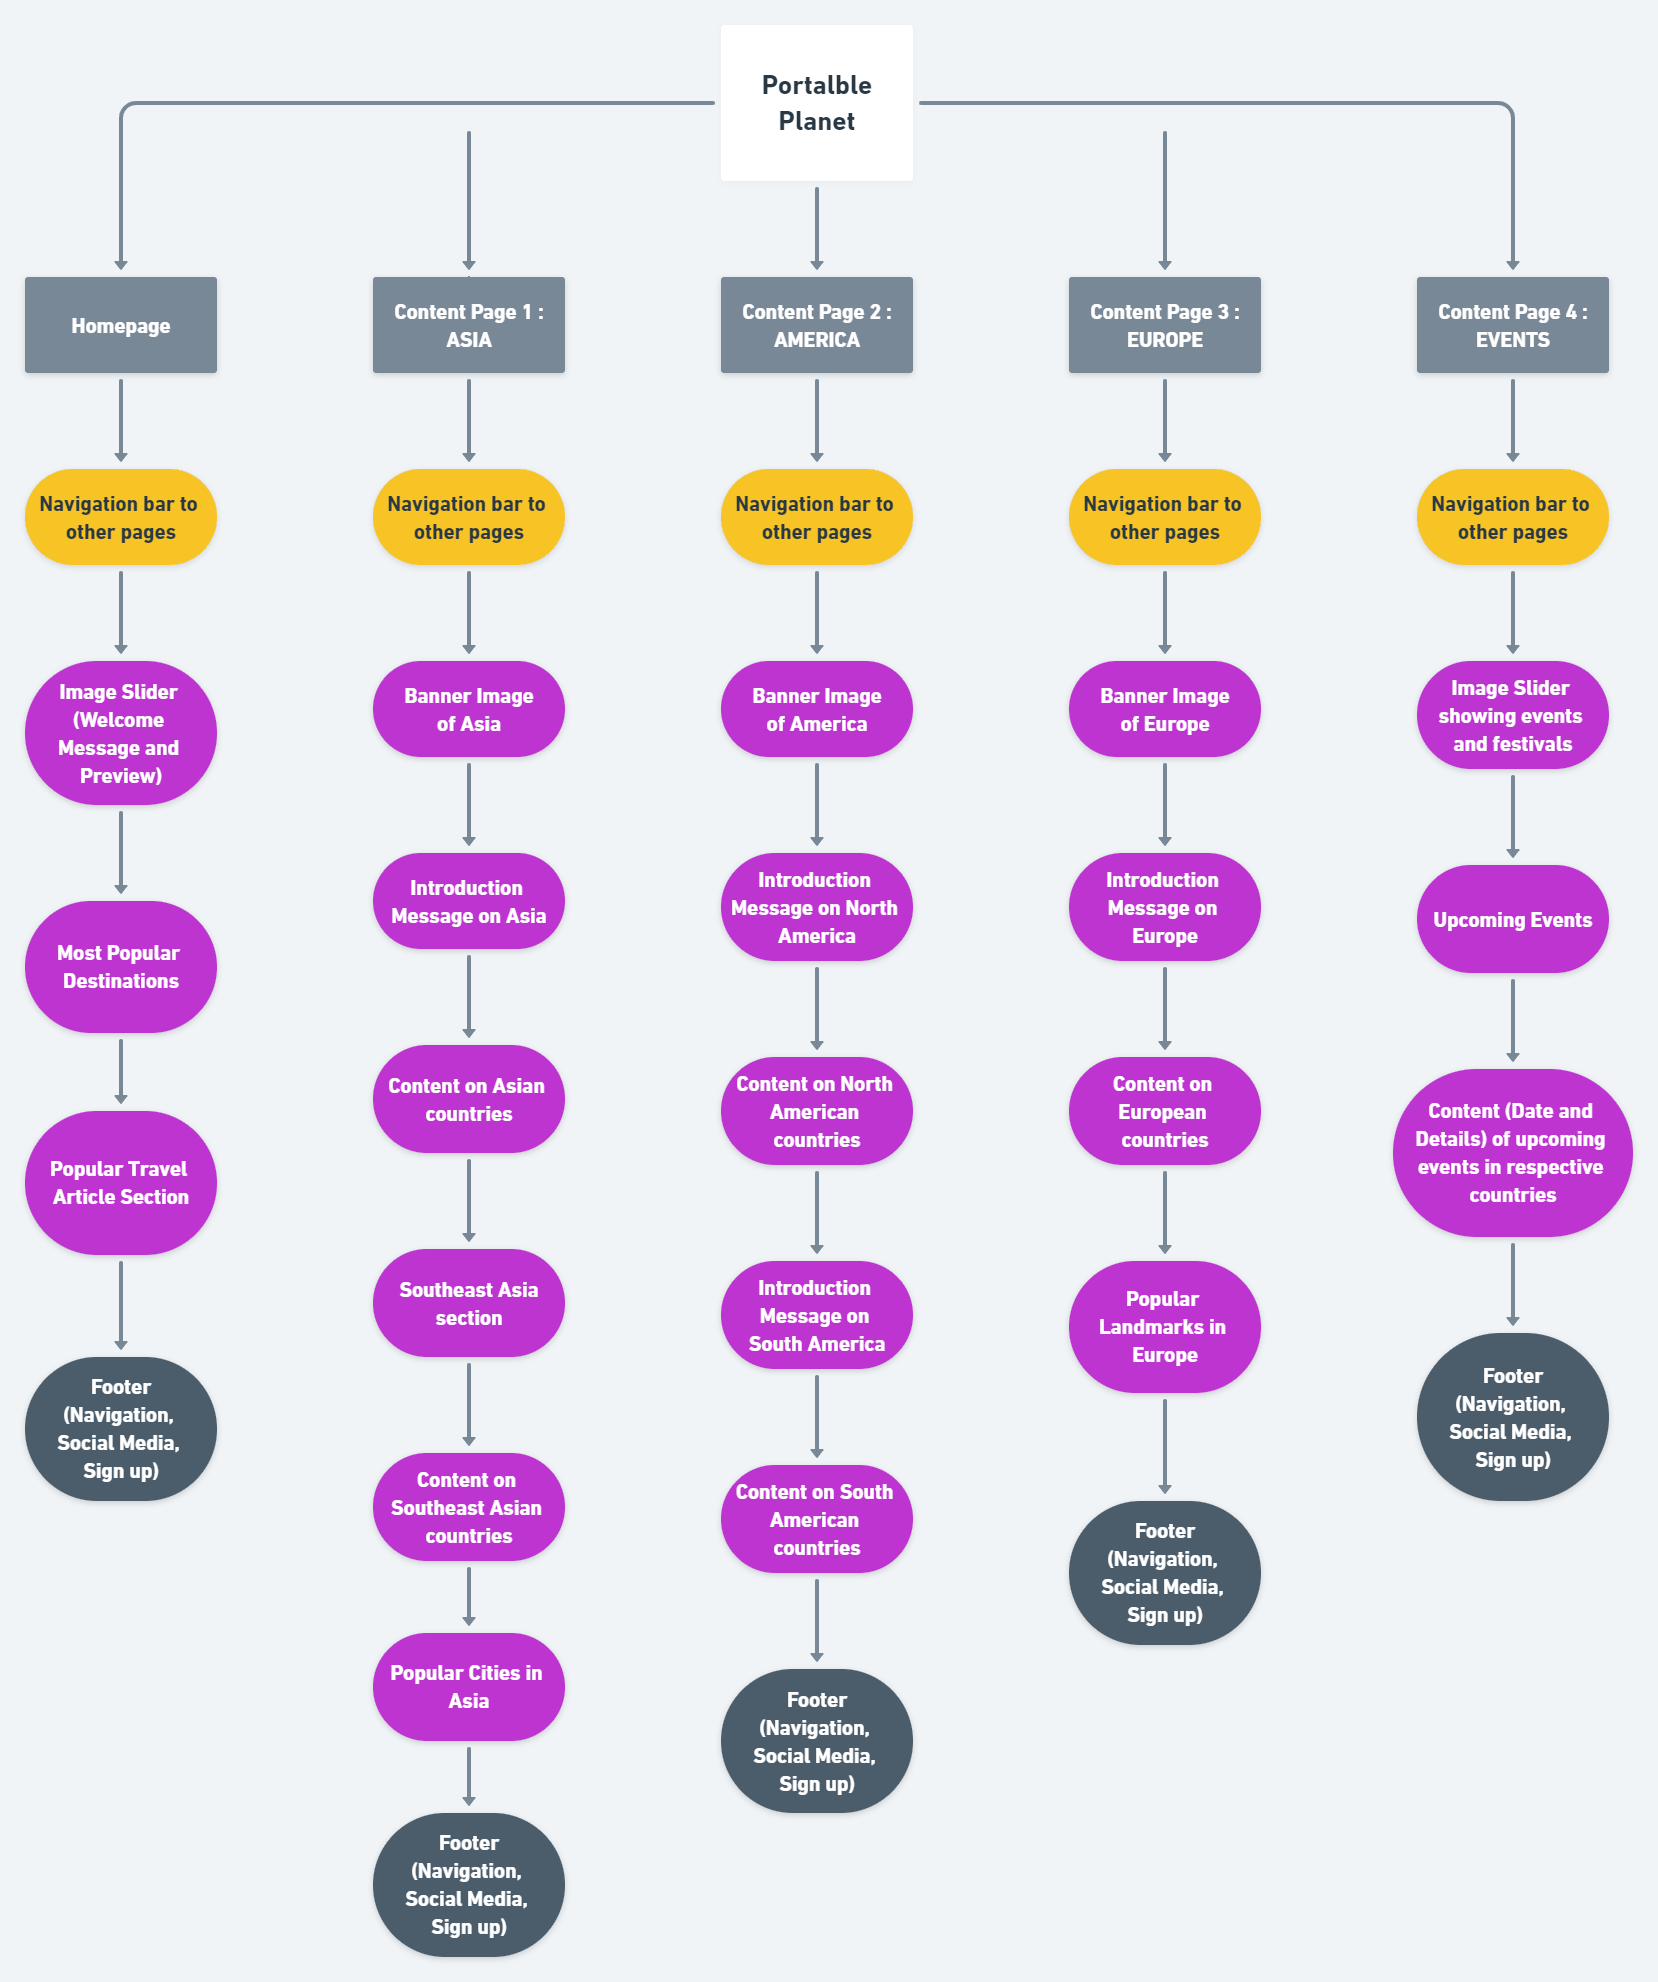 Portalble
Planet
Homepage
Navigation bar to
other pages
Image Slider
(Welcome
Message and
Preview)
Most Popular
Destinations
Popular Travel
Article Section
Footer
(Navigation,
Social Media,
Sign up)
Content Page 1 :
ASIA
Navigation bar to
other pages
Banner Image
of Asia
Introduction
Message on Asia
Content on Asian
countries
Southeast Asia
section
Content on
Southeast Asian
countries
Popular Cities in
Asia
Footer
(Navigation,
Social Media,
Sign up)
Content Page 2 :
AMERICA
Navigation bar to
other pages
Banner Image
of America
Introduction
Message on North
America
Content on North
American
countries
Introduction
Message on
South America
Content on South
American
countries
Footer
(Navigation,
Social Media,
Sign up)
Content Page 3 :
EUROPE
Navigation bar to
other pages
Banner Image
of Europe
Introduction
Message on
Europe
Content on
European
countries
Popular
Landmarks in
Europe
Footer
(Navigation,
Social Media,
Sign up)
Content Page 4 :
EVENTS
Navigation bar to
other pages
Image Slider
showing events
and festivals
Upcoming Events
Content (Date and
Details) of upcoming
events in respective
countries
Footer
(Navigation,
Social Media,
Sign up)